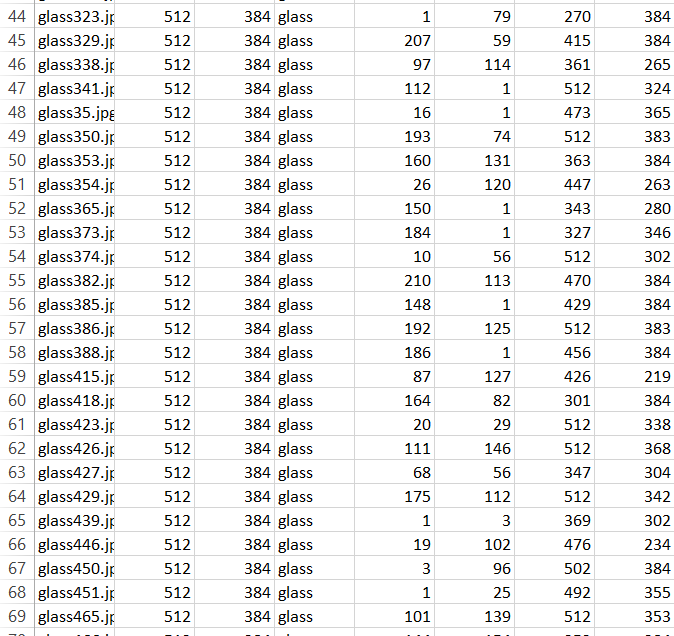 44 glass323.jp 512 384 glass 1 79 270 384
45 glass329.jp 512 384 glass 207 59 415 384
46 glass338.jp 512 384 glass 97 114 361 265
47 glass341.jp 512 384 glass 112 1 512 324
48 glass35.jpg 512 384 glass 16 1 473 365
49 glass350.jp 512 384 glass 193 74 512 383
50 glass353.jp 512 384 glass 160 131 363 384
51 glass354.jp 512 384 glass 26 120 447 263
52 glass365.jp 512 384 glass 150 1 343 280
53 glass373.jp 512 384 glass 184 1 327 346
54 glass374.jp 512 384 glass 10 56 512 302
55 glass382.jp 512 384 glass 210 113 470 384
56 glass385.jp 512 384 glass 148 1 429 384
57 glass386.jp 512 384 glass 192 125 512 383
58 glass388.jp 512 384 glass 186 1 456 384
59 glass415.jp 512 384 glass 87 127 426 219
60 glass418.jp 512 384 glass 164 82 301 384
61 glass423.jp 512 384 glass 20 29 512 338
62 glass426.jp 512 384 glass 111 146 512 368
63 glass427.jp 512 384 glass 68 56 347 304
64 glass429.jp 512 384 glass 175 112 512 342
65 glass439.jp 512 384 glass 1 3 369 302
66 glass446.jp 512 384 glass 19 102 476 234
67 glass450.jp 512 384 glass 3 96 502 384
68 glass451.jp 512 384 glass 1 25 492 355
69 glass465.jp 512 384 glass 101 139 512 353